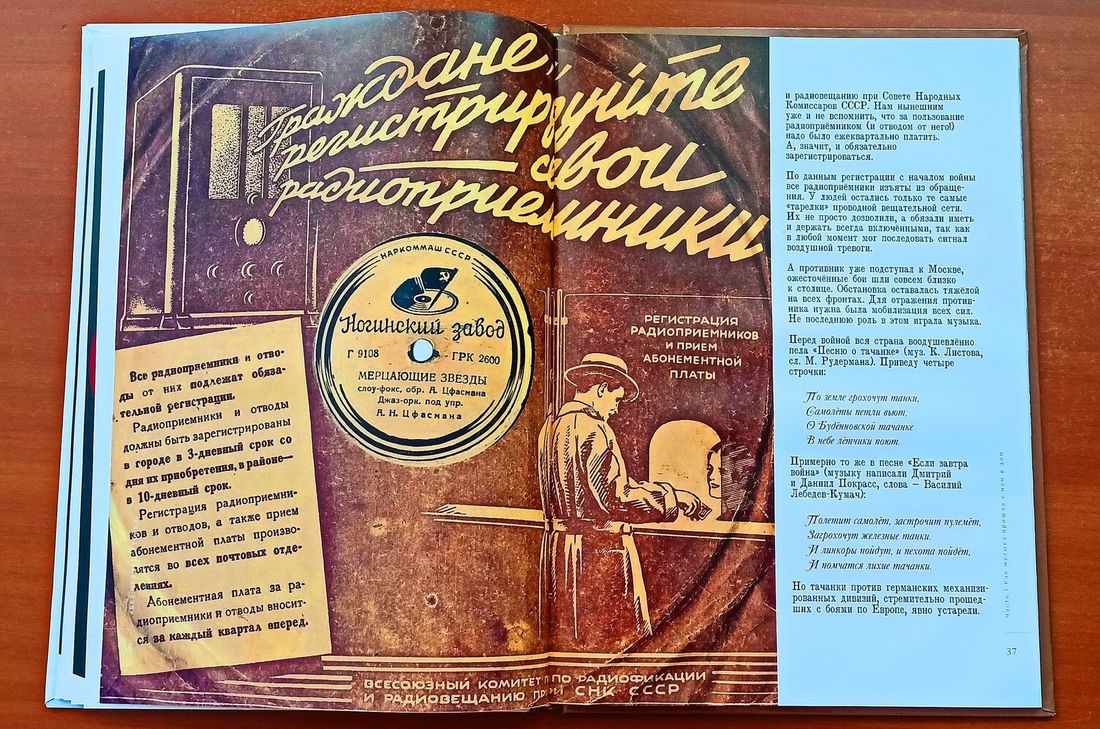 Граждане,
регистрируйте
свои
радиоприемники
НАРКОММАШ СССР
Ногинский завод
Г 9108 ГРК 2600
МЕРЦАЮЩИЕ ЗВЕЗДЫ
слоу-фокс, обр. А. Цфасмана
Джаз-орк. под упр.
А. Н. Цфасмана
Все радиоприемники и отво-
ды от них подлежат обяза-
тельной регистрации.
Радиоприемники и отводы
должны быть зарегистрированы
в городе в 3-дневный срок со
дня их приобретения, в районе—
в 10-дневный срок.
Регистрация радиоприемни-
ков и отводов, а также прием
абонементной платы произво-
дятся во всех почтовых отде-
лениях.
Абонементная плата за ра-
диоприемники и отводы вносит-
ся за каждый квартал вперед.
РЕГИСТРАЦИЯ
РАДИОПРИЕМНИКОВ
И ПРИЕМ
АБОНЕМЕНТНОЙ
ПЛАТЫ
ВСЕСОЮЗНЫЙ КОМИТЕТ ПО РАДИОФИКАЦИИ
И РАДИОВЕЩАНИЮ ПРИ СНК СССР
и радиовещанию при Совете Народных
Комиссаров СССР. Нам нынешним
уже и не вспомнить, что за пользование
радиоприёмником (и отводом от него!)
надо было ежеквартально платить.
А, значит, и обязательно
зарегистрироваться.
По данным регистрации с началом войны
все радиоприёмники изъяты из обраще-
ния. У людей остались только те самые
«тарелки» проводной вещательной сети.
Их не просто дозволили, а обязали иметь
и держать всегда включёнными, так как
в любой момент мог последовать сигнал
воздушной тревоги.
А противник уже подступал к Москве,
ожесточённые бои шли совсем близко
к столице. Обстановка оставалась тяжёлой
на всех фронтах. Для отражения против-
ника нужна была мобилизация всех сил.
Не последнюю роль в этом играла музыка.
Перед войной вся страна воодушевлённо
пела «Песню о тачанке» (муз. К. Листова,
сл. М. Рудермана). Приведу четыре
строчки:
По земле грохочут танки,
Самолёты петли вьют,
О Будённовской тачанке
В небе лётчики поют.
Примерно то же в песне «Если завтра
война» (музыку написали Дмитрий
и Даниил Покрасс, слова – Василий
Лебедев-Кумач):
Полетит самолёт, застрочит пулемёт,
Загрохочут железные танки.
И линкоры пойдут, и пехота пойдёт,
И помчатся лихие тачанки.
Но тачанки против германских механизи-
рованных дивизий, стремительно прошед-
ших с боями по Европе, явно устарели.
Часть I Как музыка пришла к нам в дом
37